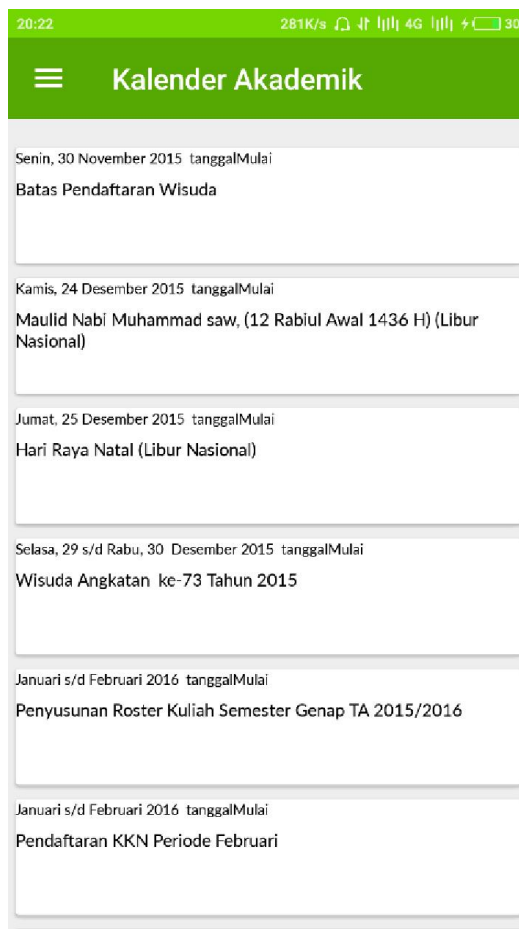 20:22 281K/s 4G 30
Kalender Akademik
Senin, 30 November 2015 tanggalMulai
Batas Pendaftaran Wisuda
Kamis, 24 Desember 2015 tanggalMulai
Maulid Nabi Muhammad saw, (12 Rabiul Awal 1436 H) (Libur
Nasional)
Jumat, 25 Desember 2015 tanggalMulai
Hari Raya Natal (Libur Nasional)
Selasa, 29 s/d Rabu, 30 Desember 2015 tanggalMulai
Wisuda Angkatan ke-73 Tahun 2015
Januari s/d Februari 2016 tanggalMulai
Penyusunan Roster Kuliah Semester Genap TA 2015/2016
Januari s/d Februari 2016 tanggalMulai
Pendaftaran KKN Periode Februari